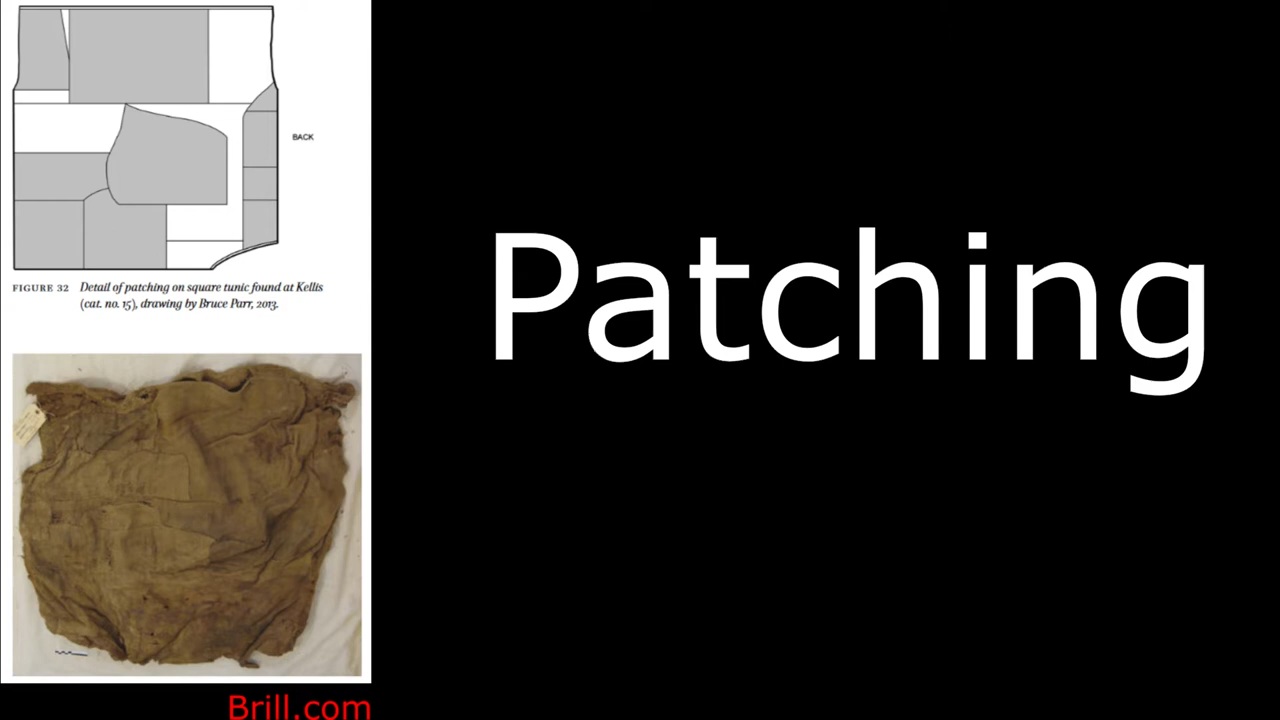 BACK
FIGURE 32 Detail of patching on square tunic found at Kellis
(cat. no. 15), drawing by Bruce Parr, 2013.
Patching
Brill.com